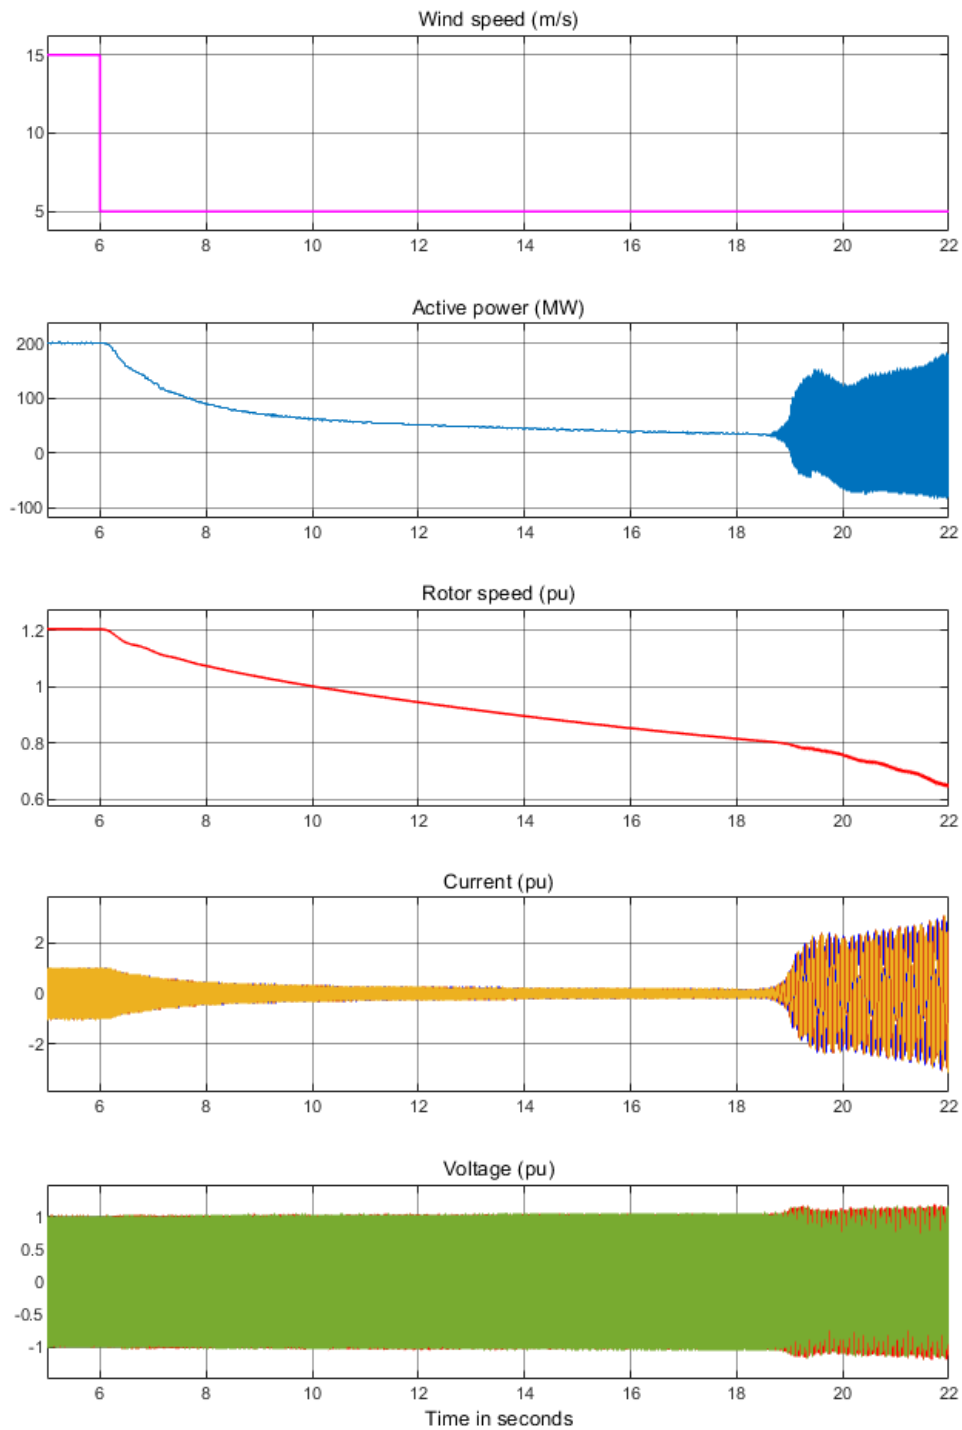 Wind speed (m/s)
15
10
5
6 8 10 12 14 16 18 20 22
Active power (MW)
200
100
0
-100
6 8 10 12 14 16 18 20 22
Rotor speed (pu)
1.2
1
0.8
0.6
6 8 10 12 14 16 18 20 22
Current (pu)
2
0
-2
6 8 10 12 14 16 18 20 22
Voltage (pu)
1
0.5
0
-0.5
-1
6 8 10 12 14 16 18 20 22
Time in seconds